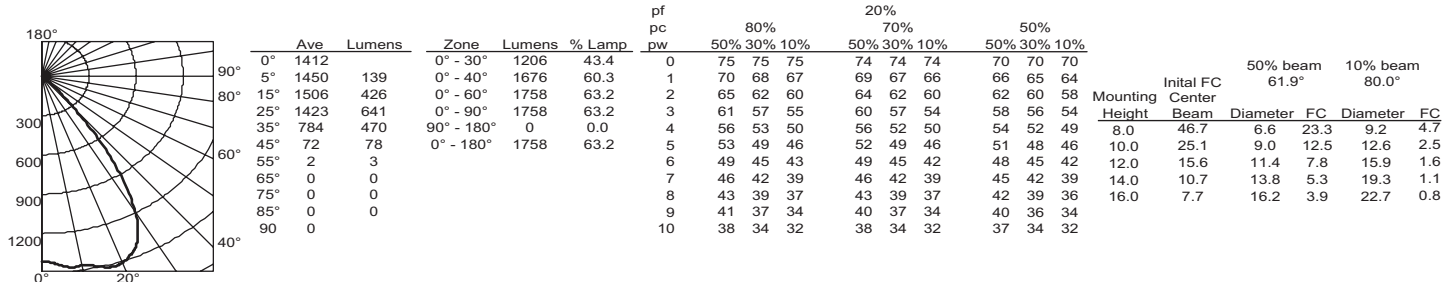 180°
90°
80°
60°
40°
300
600
900
1200
0° 20°
Ave Lumens
0° 1412
5° 1450 139
15° 1506 426
25° 1423 641
35° 784 470
45° 72 78
55° 2 3
65° 0 0
75° 0 0
85° 0 0
90 0
Zone Lumens % Lamp
0° - 30° 1206 43.4
0° - 40° 1676 60.3
0° - 60° 1758 63.2
0° - 90° 1758 63.2
90° - 180° 0 0.0
0° - 180° 1758 63.2
pf 20%
pc 80% 70% 50%
pw 50% 30% 10% 50% 30% 10% 50% 30% 10%
0 75 75 75 74 74 74 70 70 70
1 70 68 67 69 67 66 66 65 64
2 65 62 60 64 62 60 62 60 58
3 61 57 55 60 57 54 58 56 54
4 56 53 50 56 52 50 54 52 49
5 53 49 46 52 49 46 51 48 46
6 49 45 43 49 45 42 48 45 42
7 46 42 39 46 42 39 45 42 39
8 43 39 37 43 39 37 42 39 36
9 41 37 34 40 37 34 40 36 34
10 38 34 32 38 34 32 37 34 32
50% beam 10% beam
Inital FC 61.9° 80.0°
Mounting Center
Height Beam Diameter FC Diameter FC
8.0 46.7 6.6 23.3 9.2 4.7
10.0 25.1 9.0 12.5 12.6 2.5
12.0 15.6 11.4 7.8 15.9 1.6
14.0 10.7 13.8 5.3 19.3 1.1
16.0 7.7 16.2 3.9 22.7 0.8